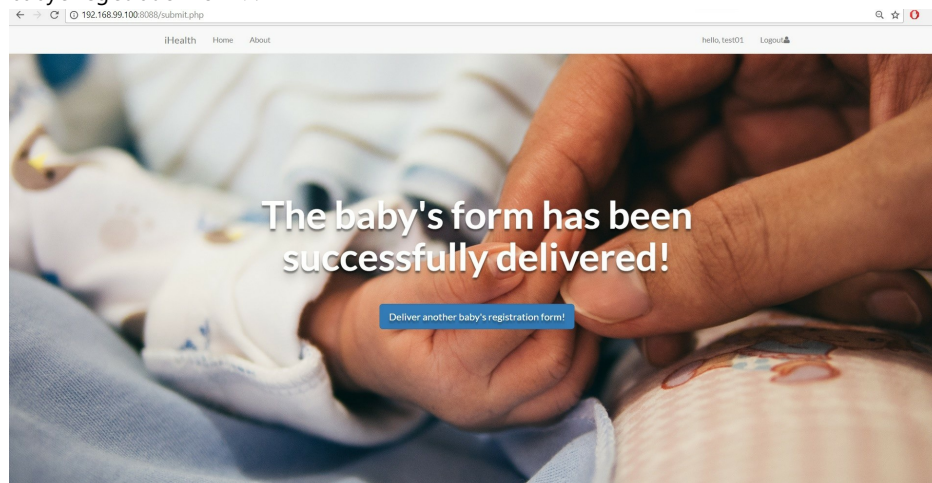 192.168.99.100:8088/submit.php
iHealth Home About hello, test01 Logout
The baby's form has been
successfully delivered!
Deliver another baby's registration form!